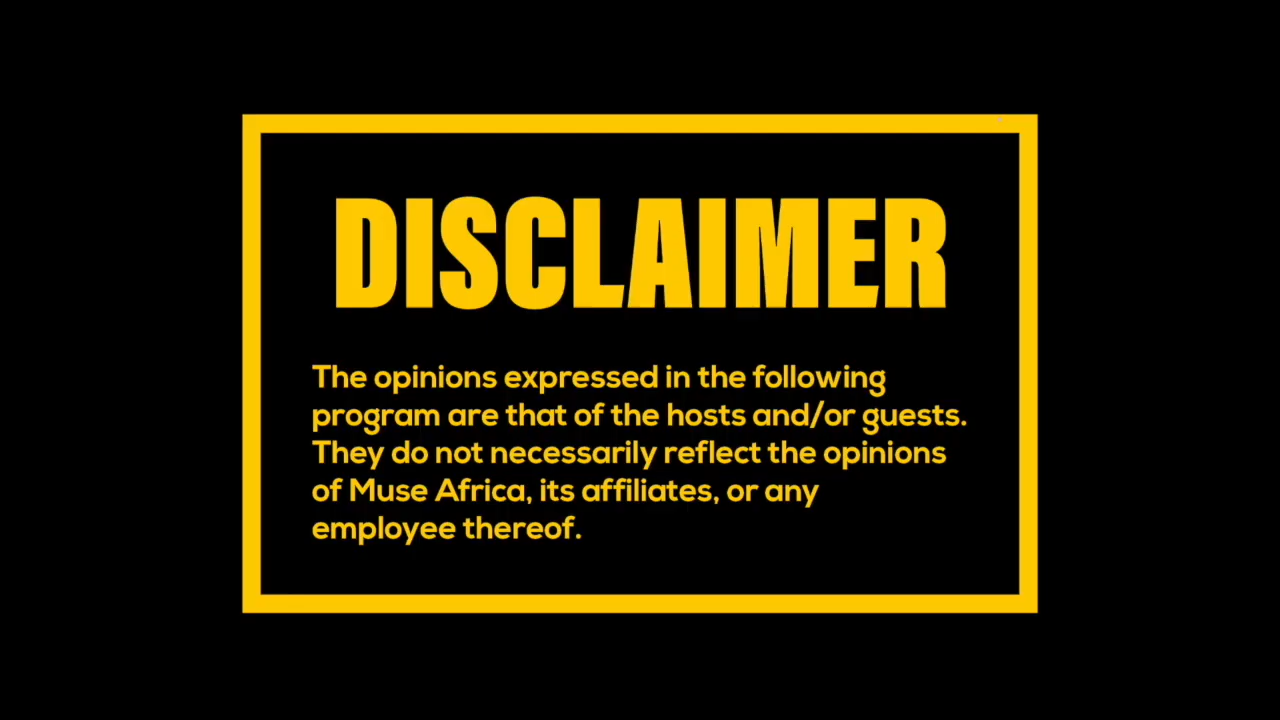 DISCLAIMER
The opinions expressed in the following
program are that of the hosts and/or guests.
They do not necessarily reflect the opinions
of Muse Africa, its affiliates, or any
employee thereof.